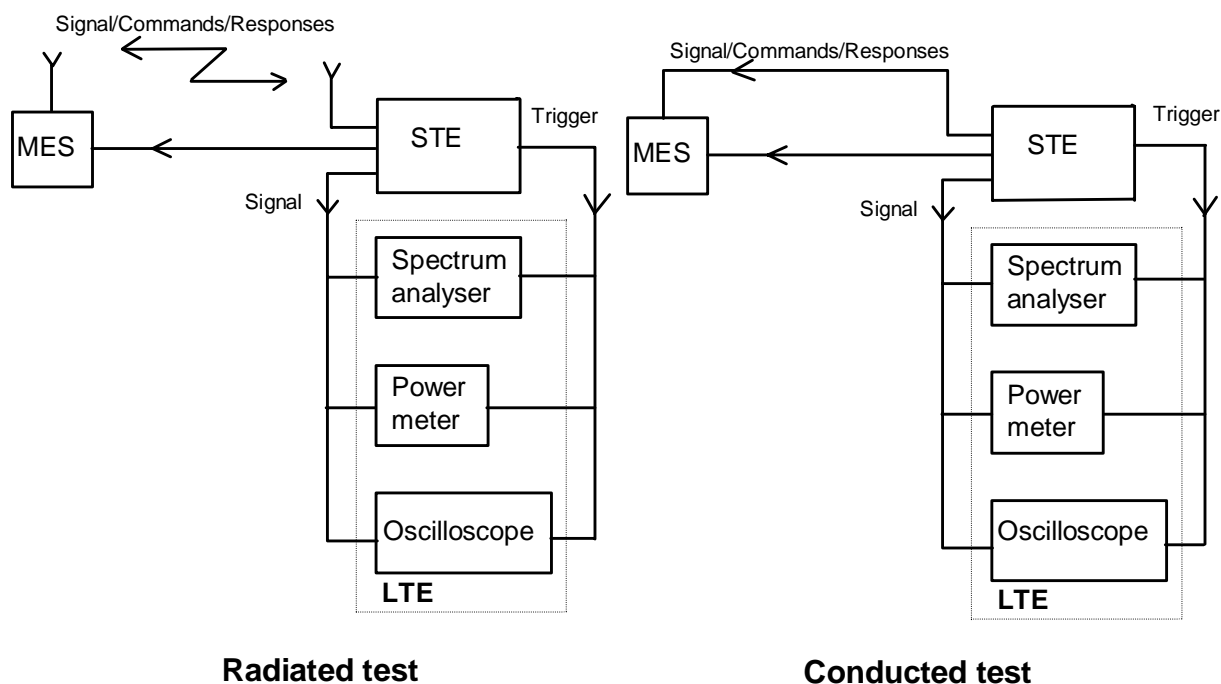 Signal/Commands/Responses
MES
STE
Trigger
Signal
Spectrum
analyser
Power
meter
Oscilloscope
LTE
Radiated test
Signal/Commands/Responses
MES
STE
Trigger
Signal
Spectrum
analyser
Power
meter
Oscilloscope
LTE
Conducted test